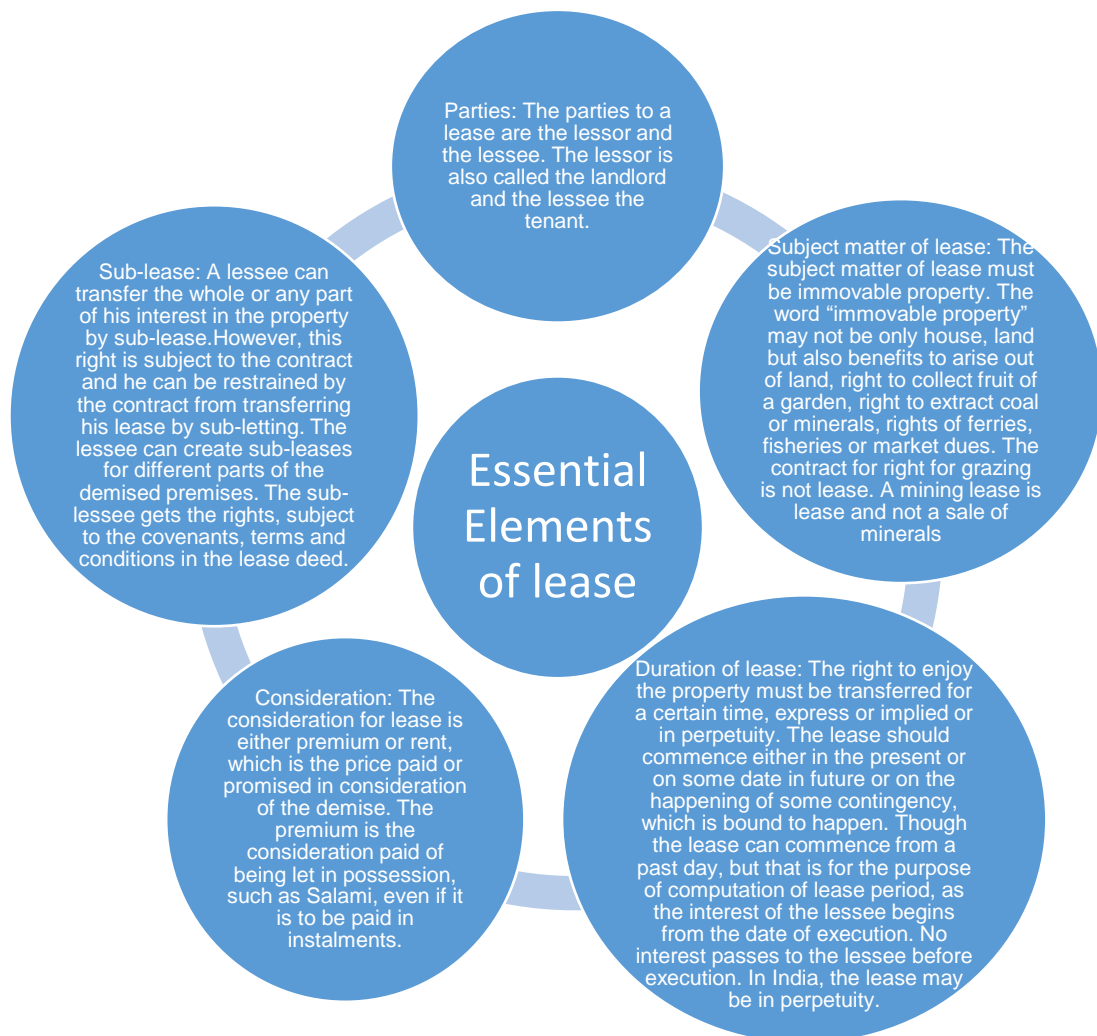 Parties: The parties to a
lease are the lessor and
the lessee. The lessor is
also called the landlord
and the lessee the
tenant.
Subject matter of lease: The
subject matter of lease must
be immovable property. The
word “immovable property”
may not be only house, land
but also benefits to arise out
of land, right to collect fruit of
a garden, right to extract coal
or minerals, rights of ferries,
fisheries or market dues. The
contract for right for grazing
is not lease. A mining lease is
lease and not a sale of
minerals
Duration of lease: The right to enjoy
the property must be transferred for
a certain time, express or implied or
in perpetuity. The lease should
commence either in the present or
on some date in future or on the
happening of some contingency,
which is bound to happen. Though
the lease can commence from a
past day, but that is for the purpose
of computation of lease period, as
the interest of the lessee begins
from the date of execution. No
interest passes to the lessee before
execution. In India, the lease may
be in perpetuity.
Consideration: The
consideration for lease is
either premium or rent,
which is the price paid or
promised in consideration
of the demise. The
premium is the
consideration paid of
being let in possession,
such as Salami, even if it
is to be paid in
instalments.
Sub-lease: A lessee can
transfer the whole or any part
of his interest in the property
by sub-lease.However, this
right is subject to the contract
and he can be restrained by
the contract from transferring
his lease by sub-letting. The
lessee can create sub-leases
for different parts of the
demised premises. The sub-
lessee gets the rights, subject
to the covenants, terms and
conditions in the lease deed.
Essential
Elements
of lease